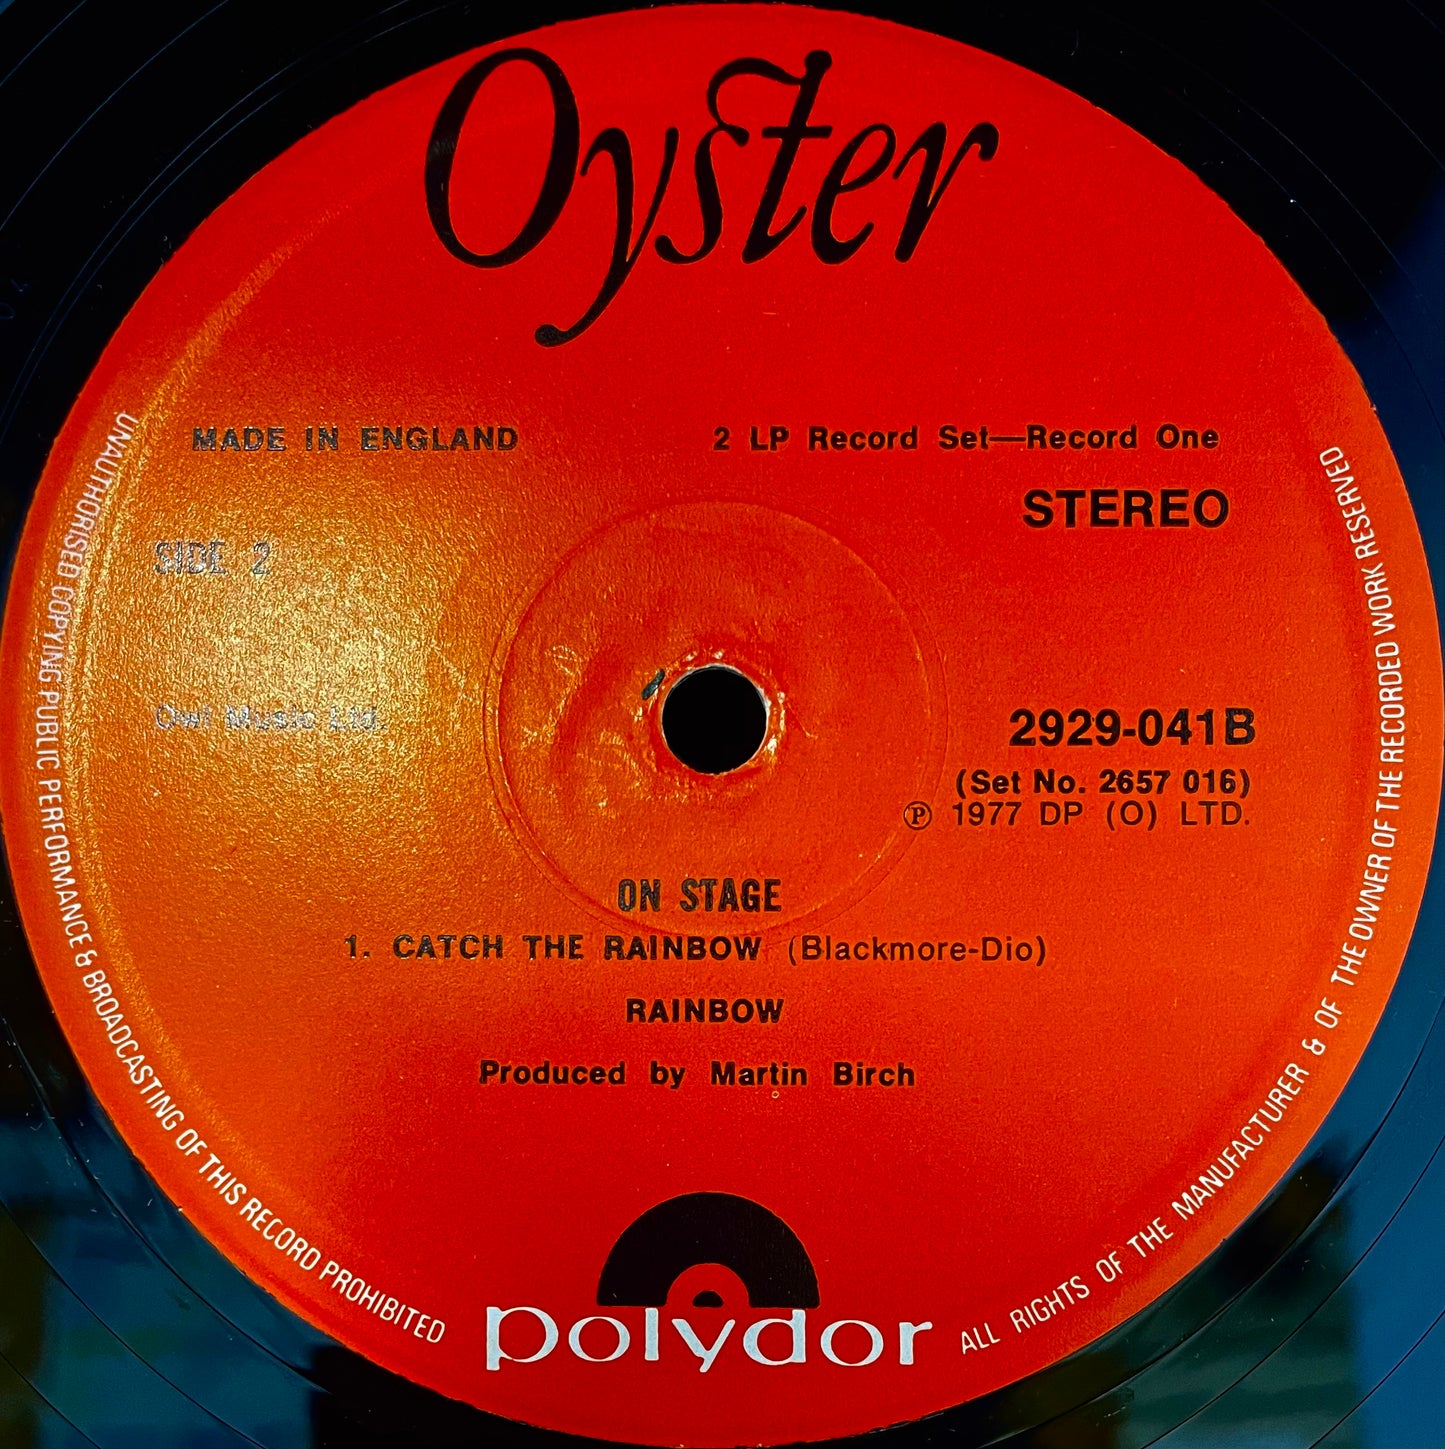 Oyster
MADE IN ENGLAND
2 LP Record Set—Record One
STEREO
SIDE 2
Owl Music Ltd.
2929-041B
(Set No. 2657 016)
Ⓟ 1977 DP (O) LTD.
ON STAGE
1. CATCH THE RAINBOW (Blackmore-Dio)
RAINBOW
Produced by Martin Birch
polydor
UNAUTHORISED COPYING PUBLIC PERFORMANCE & BROADCASTING OF THIS RECORD PROHIBITED
ALL RIGHTS OF THE MANUFACTURER & OF THE OWNER OF THE RECORDED WORK RESERVED